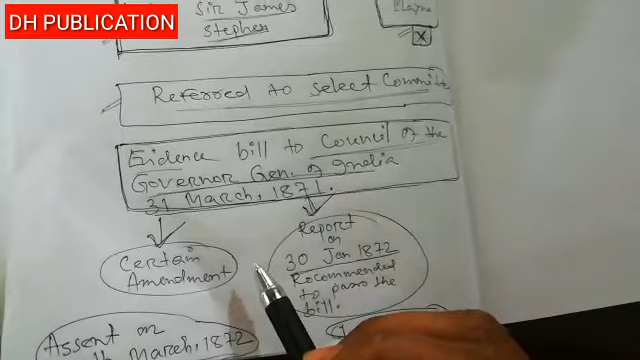 DH PUBLICATION
Sir James
Stephen
Mayne
X
Referred to select Committe
Evidence bill to Council of the
Governor Gen. of India
31 March, 1871.
Certain
Amendment
Report
on
30 Jan 1872
Recommended
to pass the
bill.
Assent on
th March, 1872